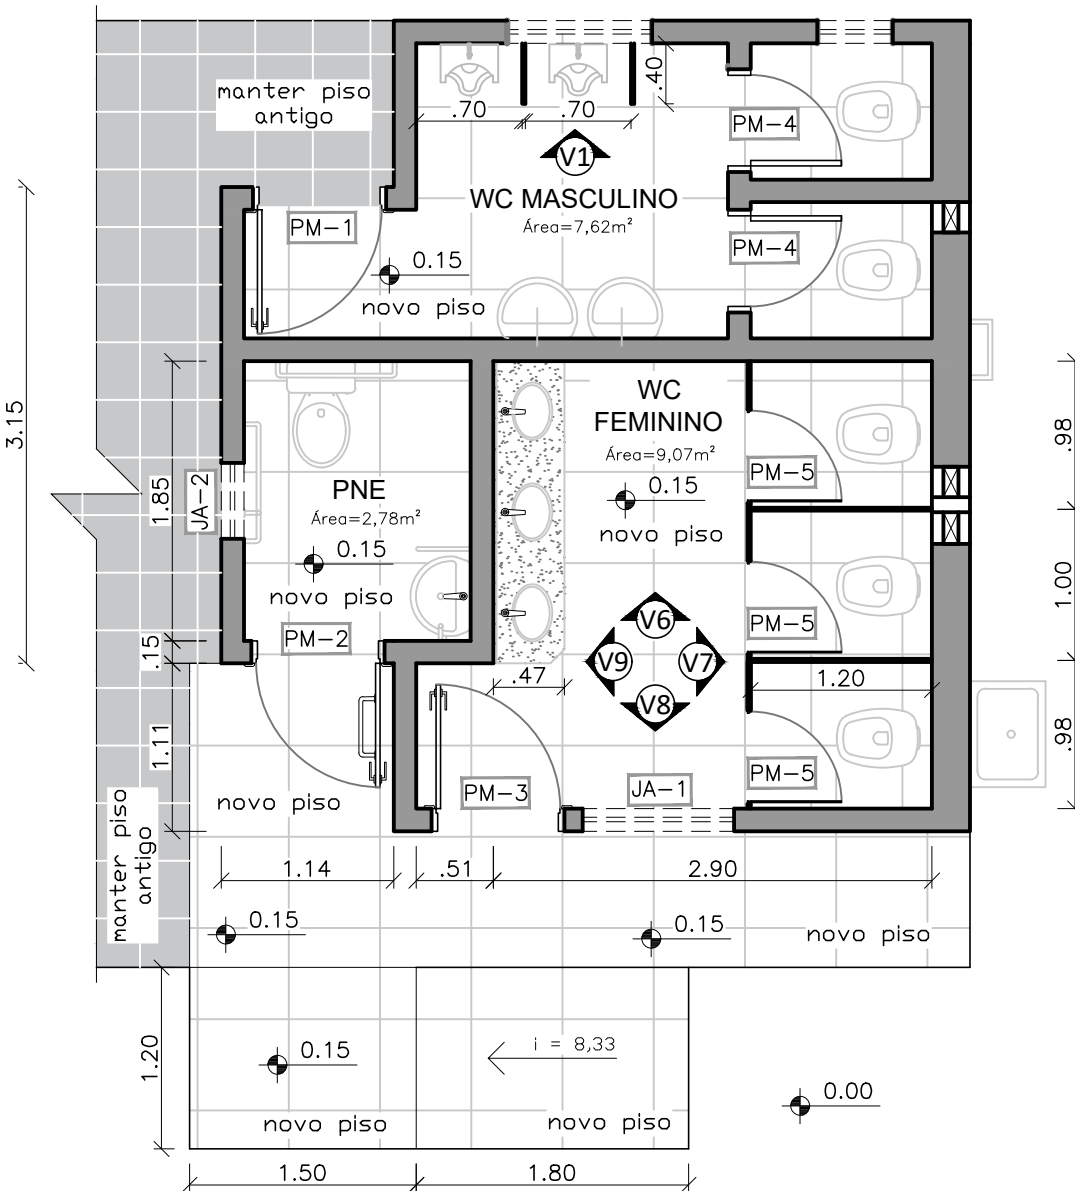 manter piso
antigo
.70
.70
.40
PM-4
V1
WC MASCULINO
Área=7,62m²
PM-1
0.15
novo piso
PM-4
3.15
1.85
.15
1.11
JA-2
PNE
Área=2,78m²
0.15
novo piso
PM-2
WC
FEMININO
Área=9,07m²
0.15
novo piso
PM-5
PM-5
PM-5
V6
V9
V7
V8
.47
1.20
.98
1.00
.98
PM-3
JA-1
novo piso
manter piso
antigo
1.14
.51
2.90
0.15
0.15
novo piso
1.20
0.15
i = 8,33
0.00
novo piso
novo piso
1.50
1.80